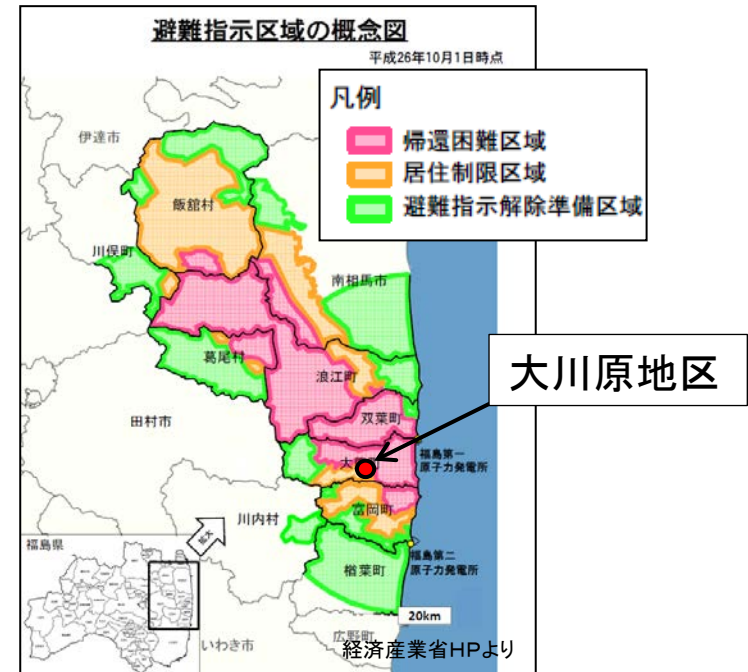 避難指示区域の概念図
平成26年10月1日時点
凡例
帰還困難区域
居住制限区域
避難指示解除準備区域
伊達市
飯舘村
川俣町
南相馬市
葛尾村
浪江町
大川原地区
田村市
双葉町
福島第一
原子力発電所
富岡町
川内村
拡大
福島県
福島第二
原子力発電所
楢葉町
20km
いわき市
広野町
経済産業省HPより